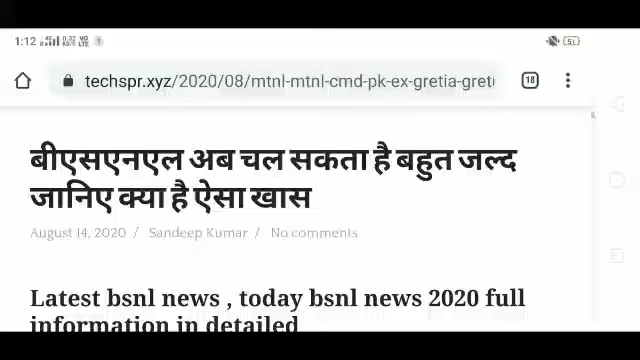 1:12
techspr.xyz/2020/08/mtnl-mtnl-cmd-pk-ex-gretia-greti
18
बीएसएनएल अब चल सकता है बहुत जल्द
जानिए क्या है ऐसा खास
August 14, 2020 / Sandeep Kumar / No comments
Latest bsnl news , today bsnl news 2020 full
information in detailed